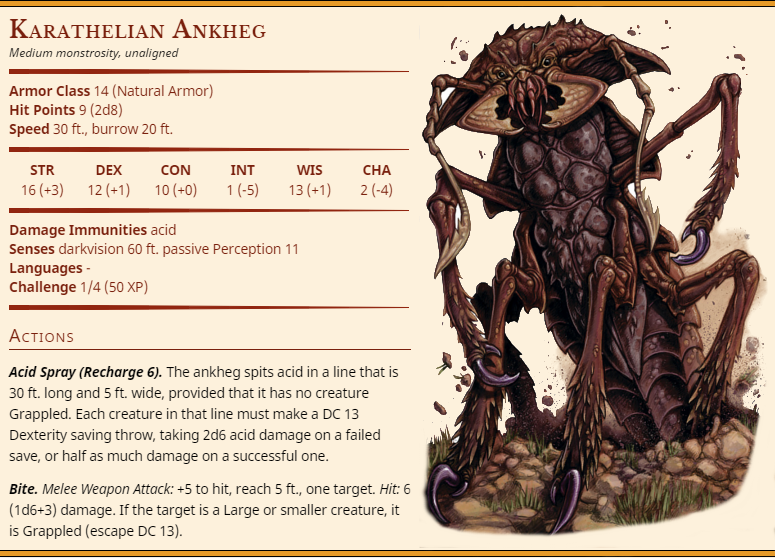 Karathelian Ankheg
Medium monstrosity, unaligned
Armor Class 14 (Natural Armor)
Hit Points 9 (2d8)
Speed 30 ft., burrow 20 ft.
STR DEX CON INT WIS CHA
16 (+3) 12 (+1) 10 (+0) 1 (-5) 13 (+1) 2 (-4)
Damage Immunities acid
Senses darkvision 60 ft. passive Perception 11
Languages -
Challenge 1/4 (50 XP)
Actions
Acid Spray (Recharge 6). The ankheg spits acid in a line that is
30 ft. long and 5 ft. wide, provided that it has no creature
Grappled. Each creature in that line must make a DC 13
Dexterity saving throw, taking 2d6 acid damage on a failed
save, or half as much damage on a successful one.
Bite. Melee Weapon Attack: +5 to hit, reach 5 ft., one target. Hit: 6
(1d6+3) damage. If the target is a Large or smaller creature, it
is Grappled (escape DC 13).